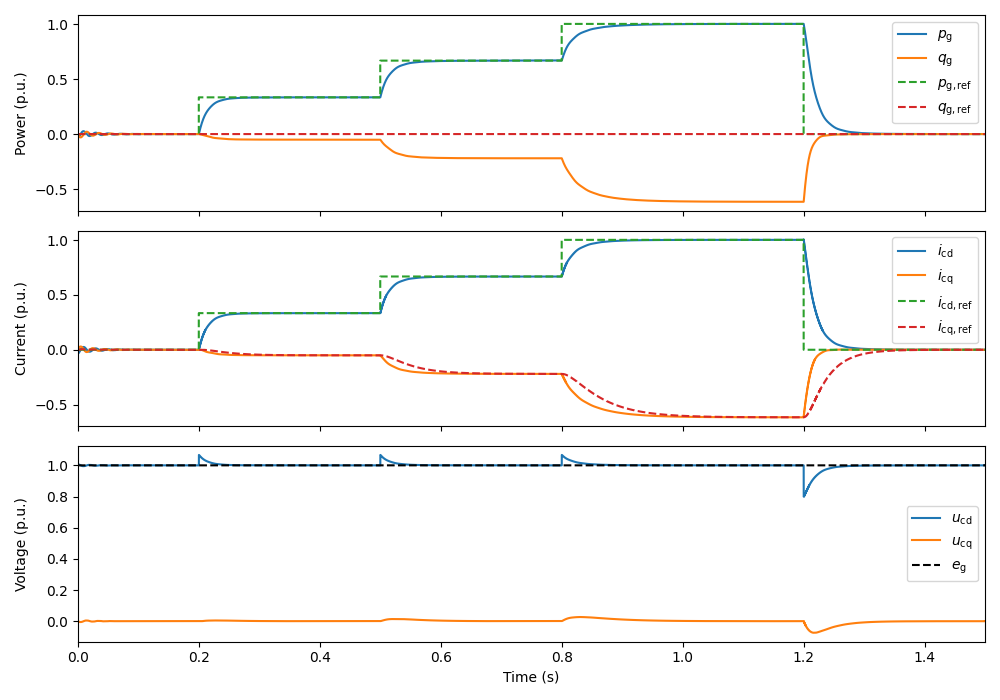 1.0
0.5
0.0
−0.5
Power (p.u.)
p_g
q_g
p_g,ref
q_g,ref
1.0
0.5
0.0
−0.5
Current (p.u.)
i_cd
i_cq
i_cd,ref
i_cq,ref
1.0
0.8
0.6
0.4
0.2
0.0
Voltage (p.u.)
u_cd
u_cq
e_g
0.0 0.2 0.4 0.6 0.8 1.0 1.2 1.4
Time (s)